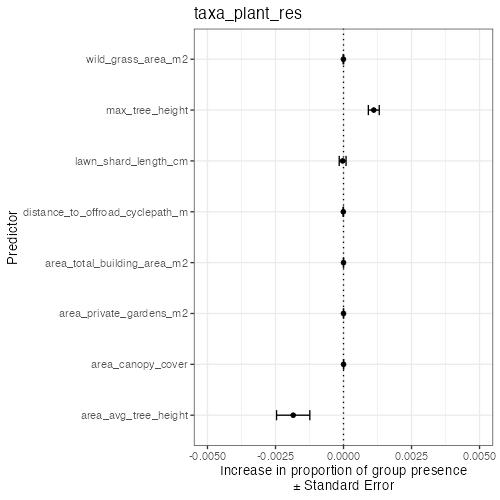 taxa_plant_res
Predictor
wild_grass_area_m2
max_tree_height
lawn_shard_length_cm
distance_to_offroad_cyclepath_m
area_total_building_area_m2
area_private_gardens_m2
area_canopy_cover
area_avg_tree_height
-0.0050 -0.0025 0.0000 0.0025 0.0050
Increase in proportion of group presence
± Standard Error